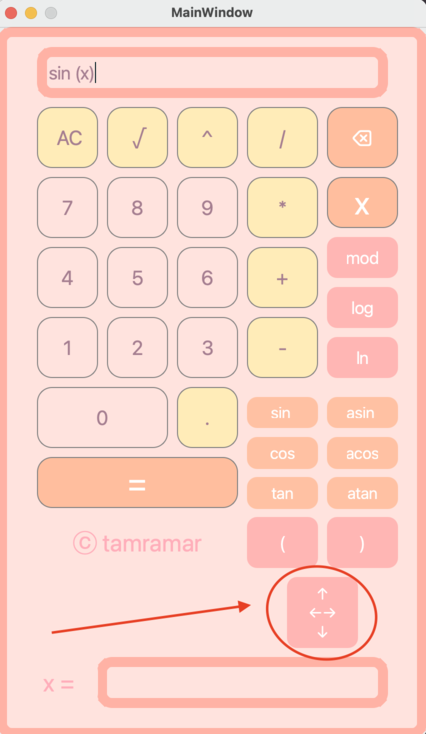 MainWindow
sin (x)
AC √ ^ /
7 8 9 * X
mod
4 5 6 +
log
1 2 3 - ln
0 . sin asin
cos acos
= tan atan
ⓒ tamramar ( )
↑
←→
↓
x =